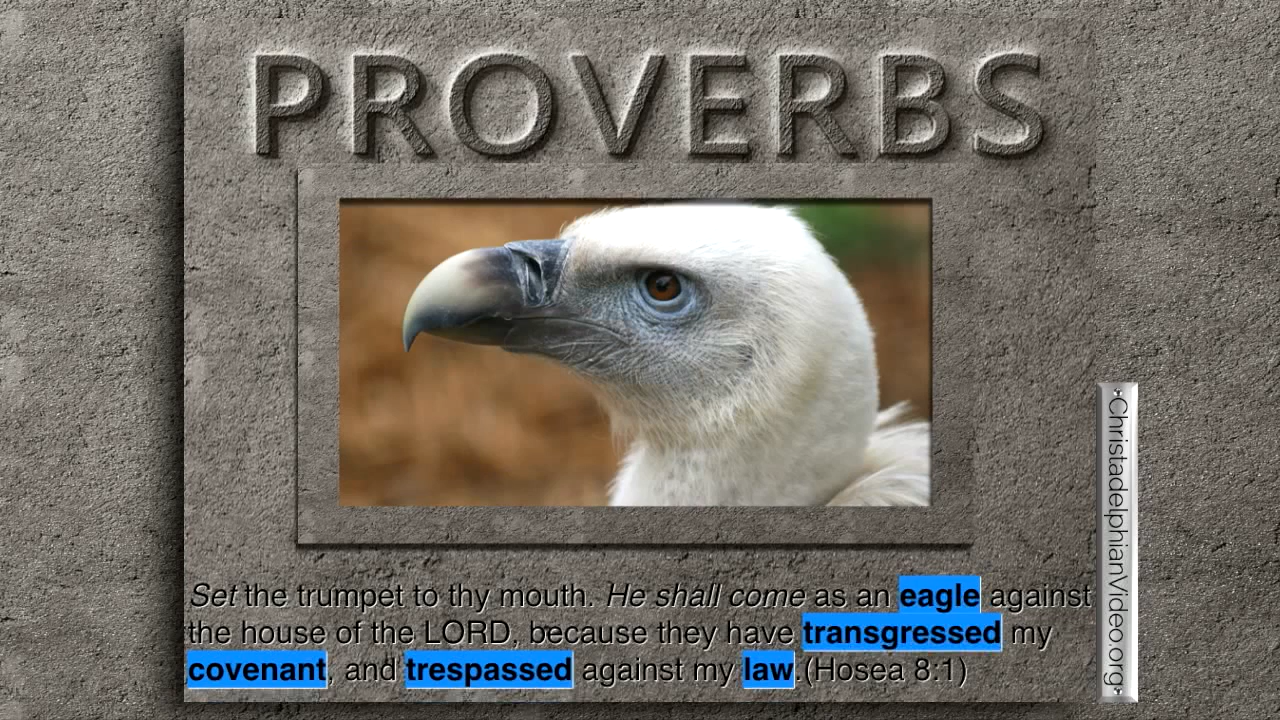 PROVERBS
Set the trumpet to thy mouth. He shall come as an eagle against
the house of the LORD, because they have transgressed my
covenant, and trespassed against my law.(Hosea 8:1)
ChristadelphianVideo.org